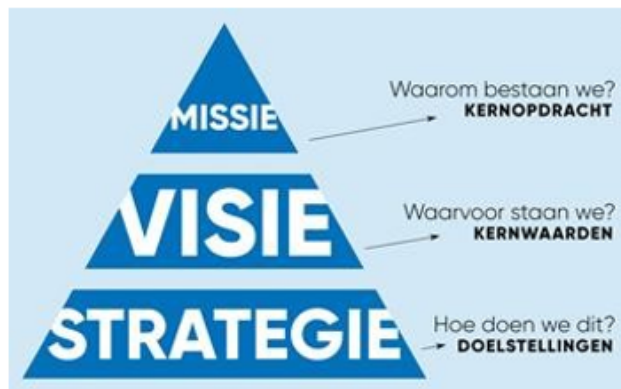 MISSIE
Waarom bestaan we?
KERNOPDRACHT
VISIE
Waarvoor staan we?
KERNWAARDEN
STRATEGIE
Hoe doen we dit?
DOELSTELLINGEN